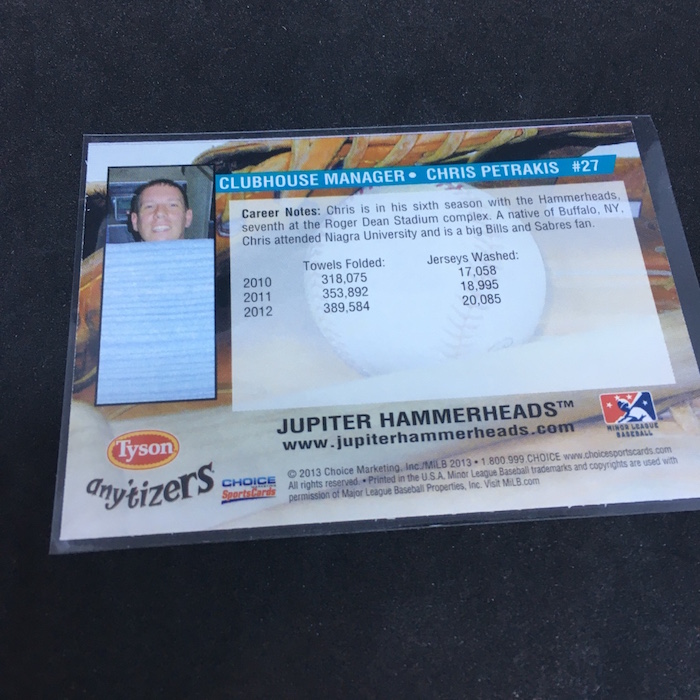 CLUBHOUSE MANAGER • CHRIS PETRAKIS #27
Career Notes: Chris is in his sixth season with the Hammerheads,
seventh at the Roger Dean Stadium complex. A native of Buffalo, NY,
Chris attended Niagra University and is a big Bills and Sabres fan.
Towels Folded: Jerseys Washed:
2010 318,075 17,058
2011 353,892 18,995
2012 389,584 20,085
JUPITER HAMMERHEADS™
www.jupiterhammerheads.com
MINOR LEAGUE
BASEBALL
Tyson
any'tizers
CHOICE
SportsCards
© 2013 Choice Marketing, Inc./MiLB 2013 • 1.800.999.CHOICE www.choicesportscards.com
All rights reserved. • Printed in the U.S.A. Minor League Baseball trademarks and copyrights are used with
permission of Major League Baseball Properties, Inc. Visit MiLB.com